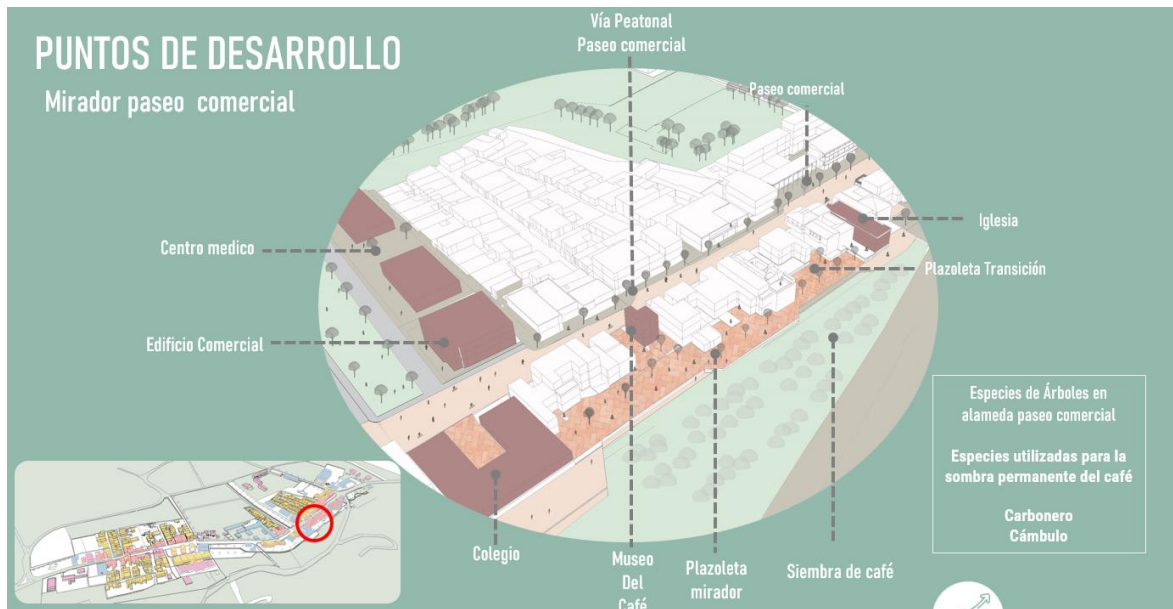 PUNTOS DE DESARROLLO
Mirador paseo  comercial
Vía Peatonal
Paseo comercial
Paseo comercial
Iglesia
Centro medico
Plazoleta Transición
Edificio Comercial
Especies de Árboles en
alameda paseo comercial
Especies utilizadas para la
sombra permanente del café
Carbonero
Cámbulo
Colegio
Museo
Del
Café
Plazoleta
mirador
Siembra de café